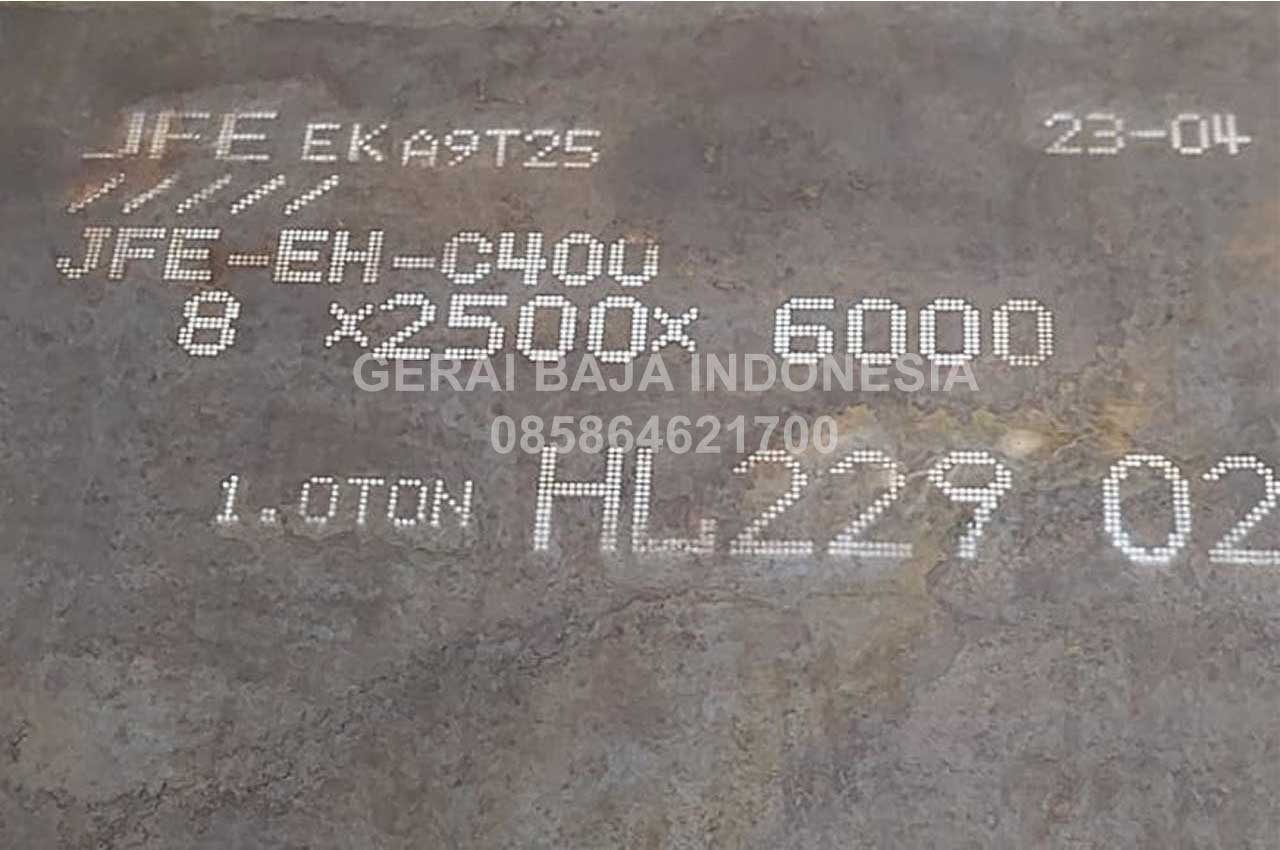 JFE EKA9T25 23-04
/////
JFE-EH-C400
8 x2500x 6000
GERAI BAJA INDONESIA
085864621700
1.0TON HL229 02